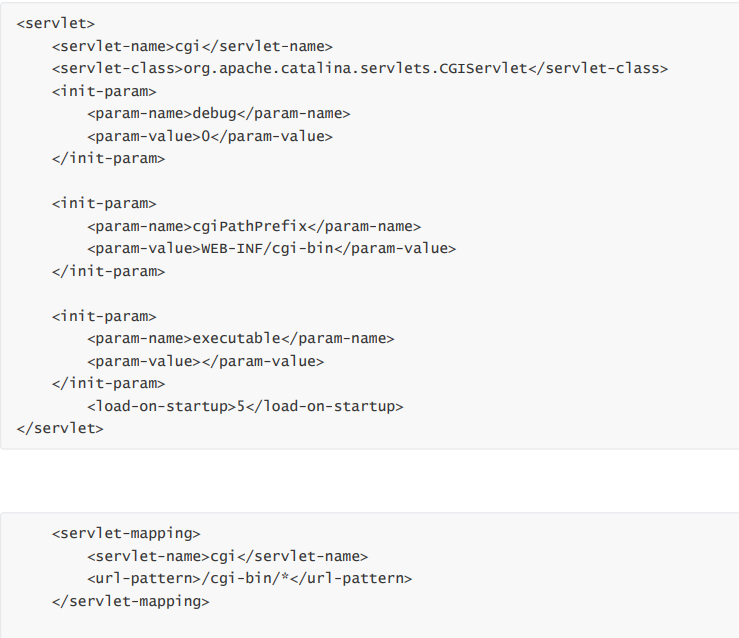 <servlet>
    <servlet-name>cgi</servlet-name>
    <servlet-class>org.apache.catalina.servlets.CGIServlet</servlet-class>
    <init-param>
        <param-name>debug</param-name>
        <param-value>0</param-value>
    </init-param>

    <init-param>
        <param-name>cgiPathPrefix</param-name>
        <param-value>WEB-INF/cgi-bin</param-value>
    </init-param>

    <init-param>
        <param-name>executable</param-name>
        <param-value></param-value>
    </init-param>
        <load-on-startup>5</load-on-startup>
</servlet>

    <servlet-mapping>
        <servlet-name>cgi</servlet-name>
        <url-pattern>/cgi-bin/*</url-pattern>
    </servlet-mapping>